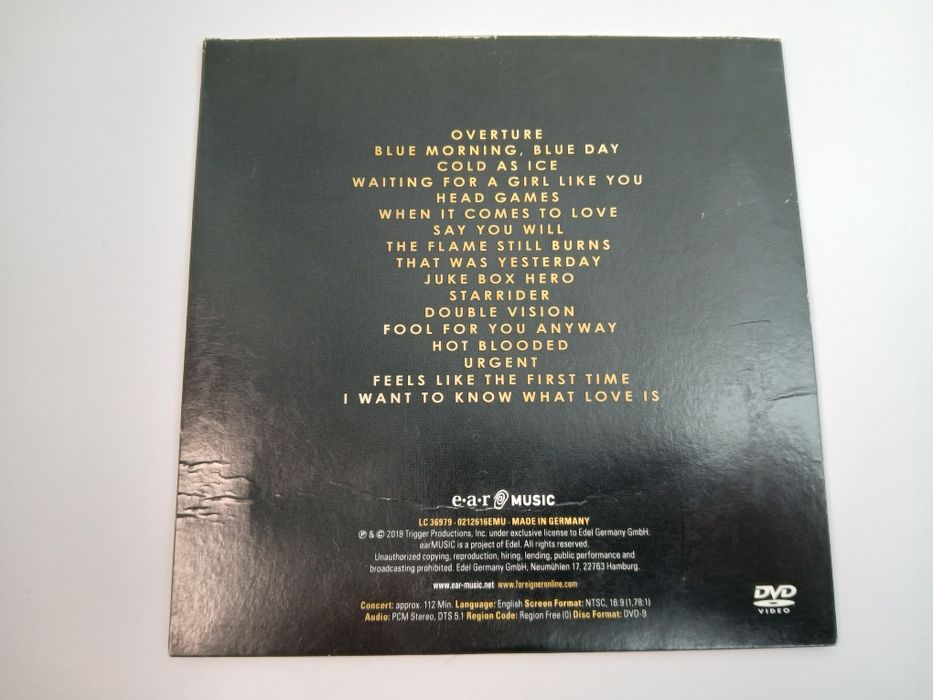 OVERTURE
BLUE MORNING, BLUE DAY
COLD AS ICE
WAITING FOR A GIRL LIKE YOU
HEAD GAMES
WHEN IT COMES TO LOVE
SAY YOU WILL
THE FLAME STILL BURNS
THAT WAS YESTERDAY
JUKE BOX HERO
STARRIDER
DOUBLE VISION
FOOL FOR YOU ANYWAY
HOT BLOODED
URGENT
FEELS LIKE THE FIRST TIME
I WANT TO KNOW WHAT LOVE IS
e·a·r MUSIC
LC 36979 · 0212616EMU · MADE IN GERMANY
℗ & © 2018 Trigger Productions, Inc. under exclusive license to Edel Germany GmbH.
earMUSIC is a project of Edel. All rights reserved.
Unauthorized copying, reproduction, hiring, lending, public performance and
broadcasting prohibited. Edel Germany GmbH, Neumühlen 17, 22763 Hamburg.
www.ear-music.net www.foreigneronline.com
Concert: approx. 112 Min. Language: English Screen Format: NTSC, 16:9 (1,78:1)
Audio: PCM Stereo, DTS 5.1 Region Code: Region Free (0) Disc Format: DVD-9
DVD
VIDEO